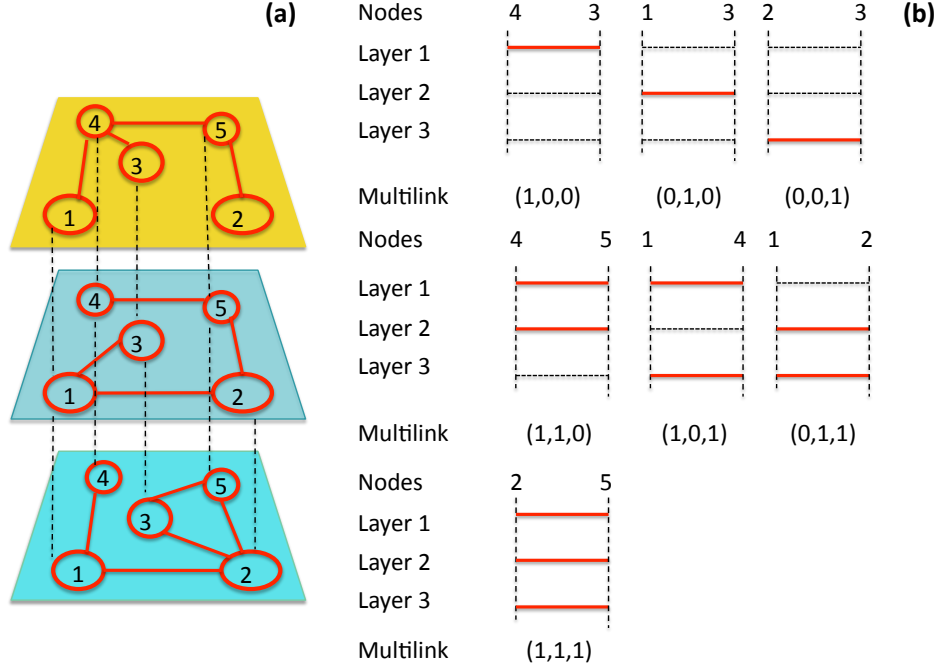 (a)
4
5
3
1
2
4
5
3
1
2
4
5
3
1
2
(b)
Nodes 4 3 1 3 2 3
Layer 1
Layer 2
Layer 3
Multilink (1,0,0) (0,1,0) (0,0,1)
Nodes 4 5 1 4 1 2
Layer 1
Layer 2
Layer 3
Multilink (1,1,0) (1,0,1) (0,1,1)
Nodes 2 5
Layer 1
Layer 2
Layer 3
Multilink (1,1,1)